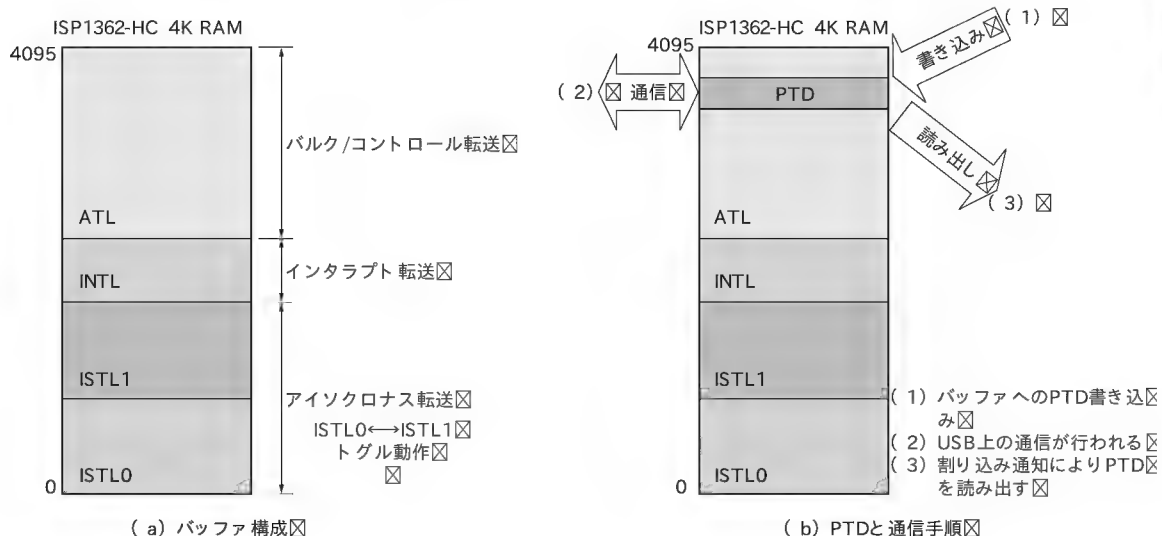 ISP1362-HC 4K RAM
4095
バルク/コントロール転送
ATL
インタラプト転送
INTL
ISTL1
アイソクロナス転送
ISTL0⟷ISTL1
トグル動作
ISTL0
0
(a)バッファ構成
ISP1362-HC 4K RAM
4095
書き込み
(1)
(2)
通信
PTD
読み出し
(3)
ATL
INTL
ISTL1
ISTL0
0
(1)バッファへのPTD書き込
み
(2)USB上の通信が行われる
(3)割り込み通知によりPTD
を読み出す
(b)PTDと通信手順